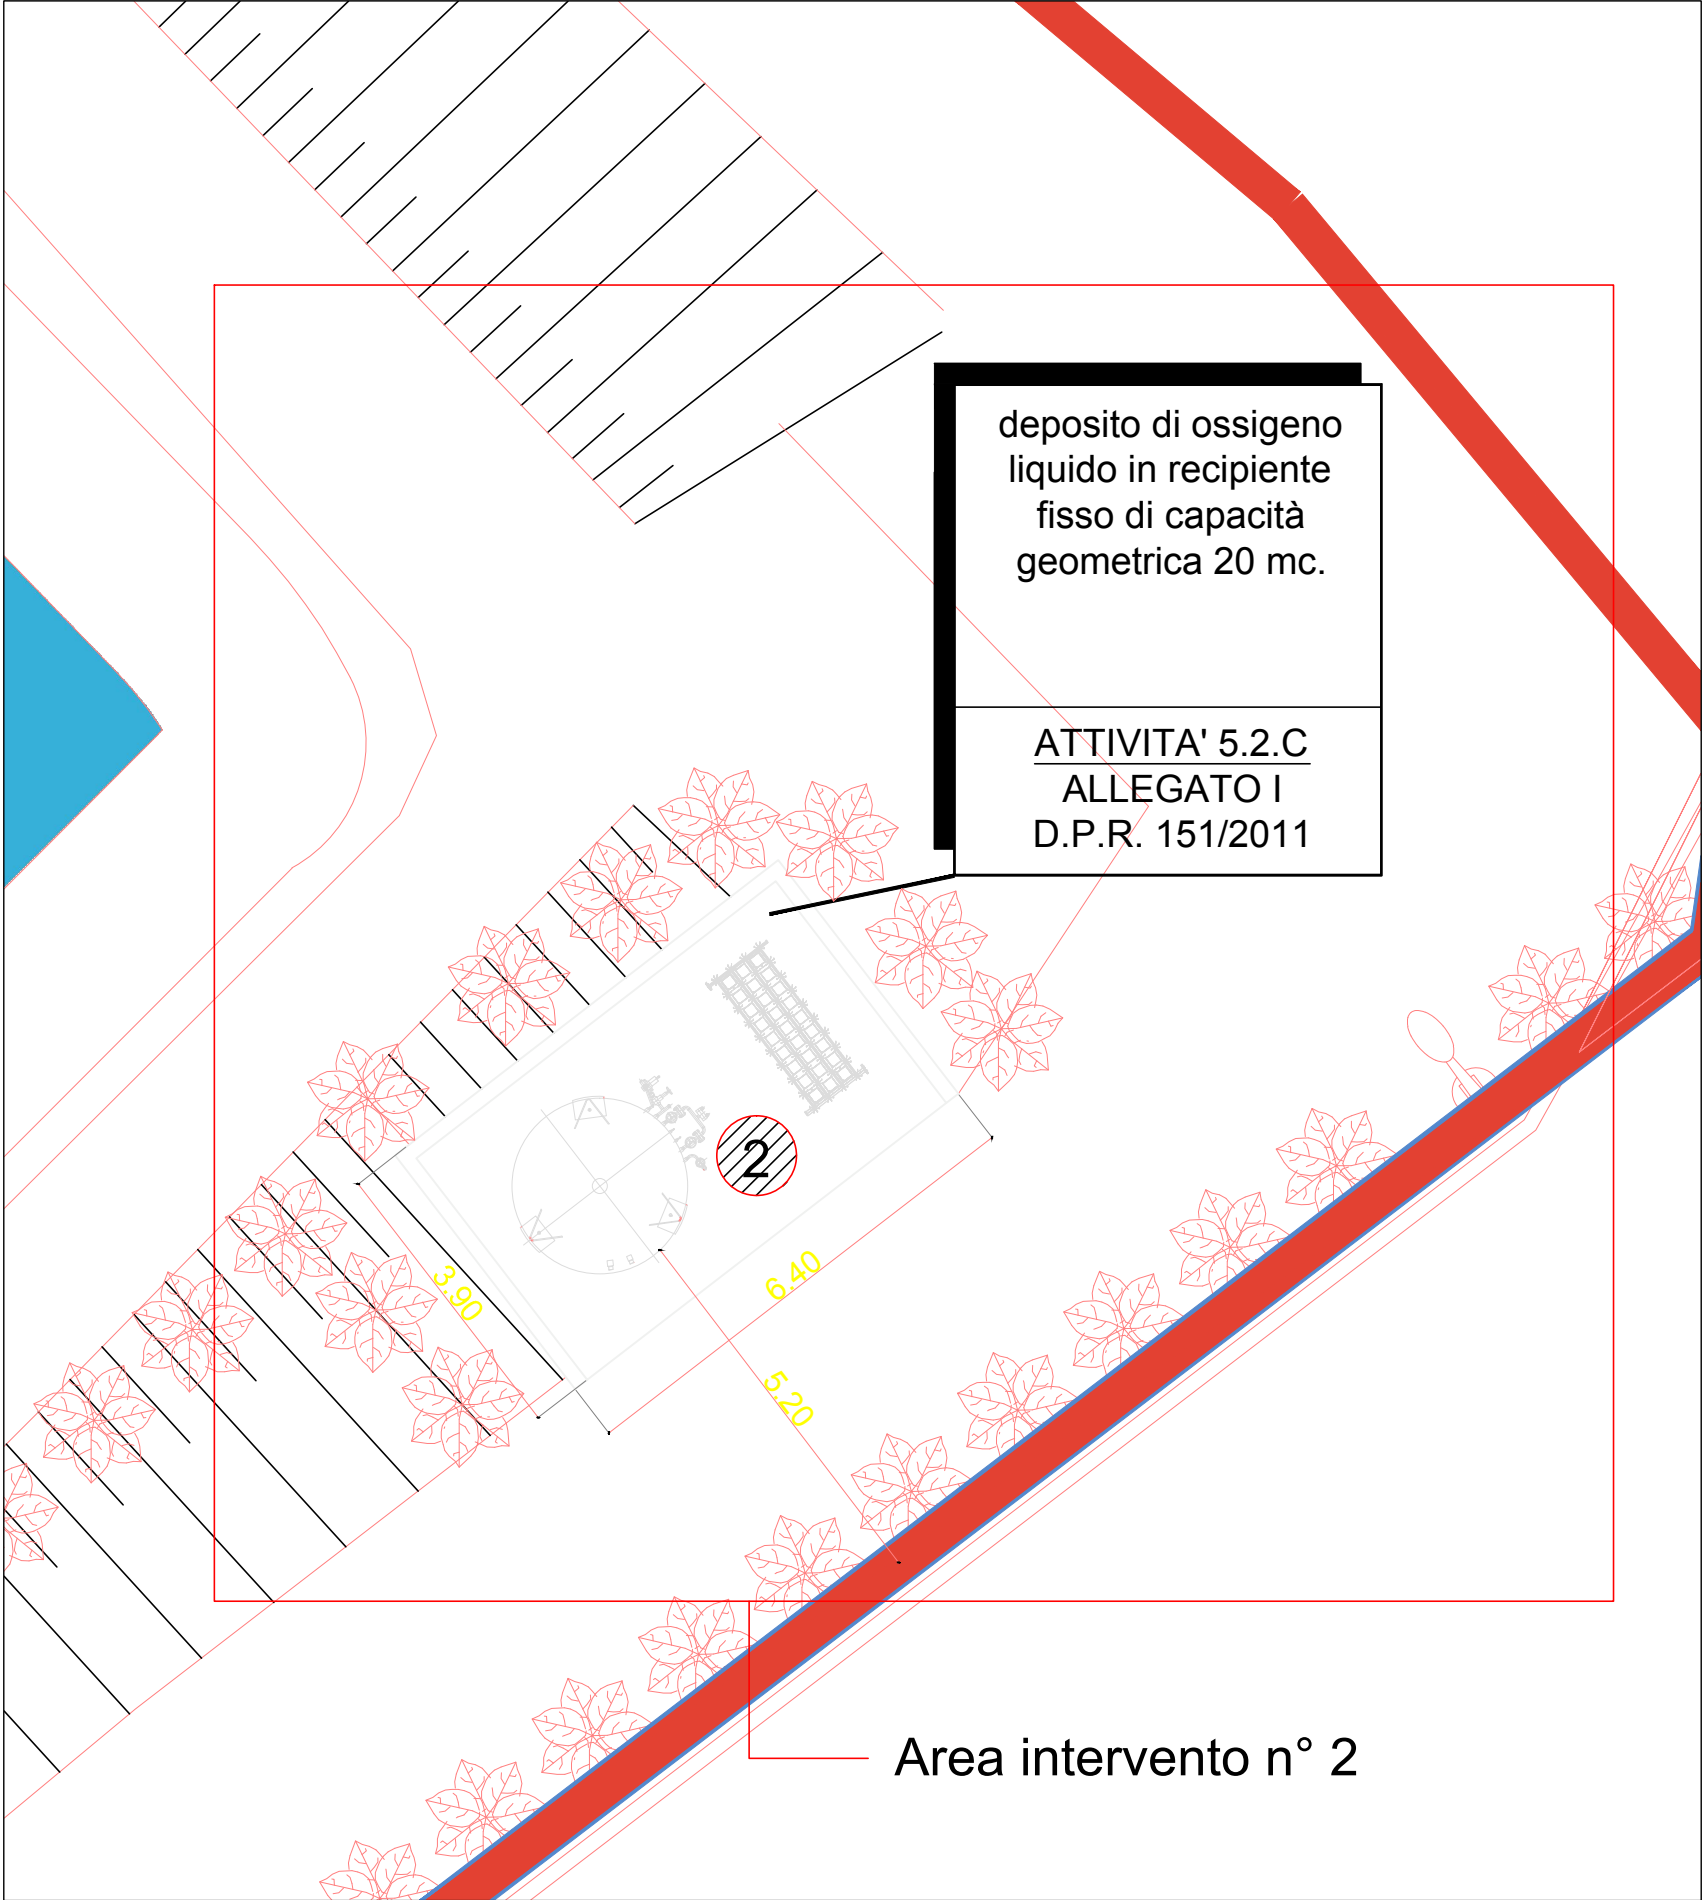 deposito di ossigeno
liquido in recipiente
fisso di capacità
geometrica 20 mc.
ATTIVITA' 5.2.C
ALLEGATO I
D.P.R. 151/2011
2
3.90
6.40
5.20
Area intervento n° 2